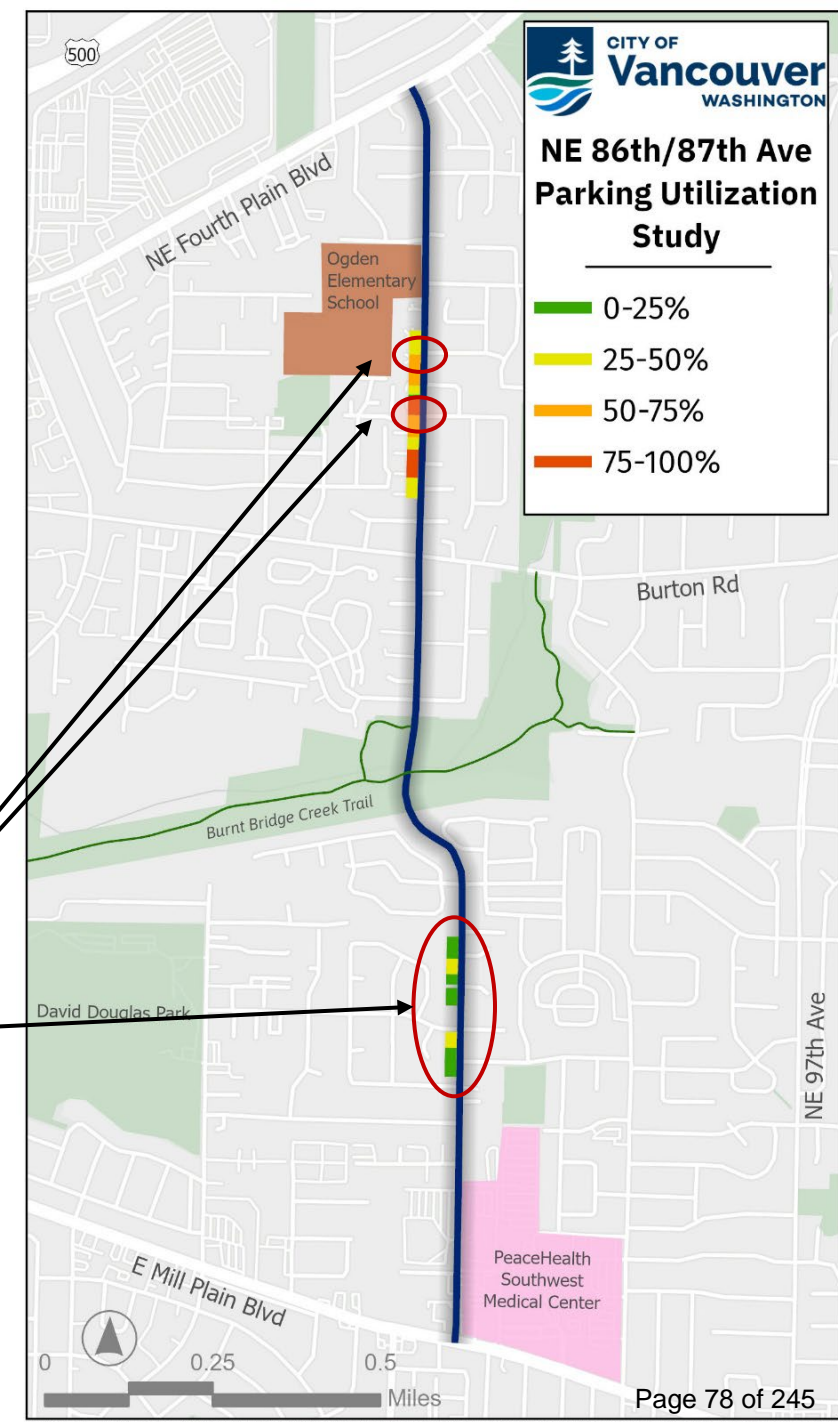 500
CITY OF
Vancouver
WASHINGTON
NE 86th/87th Ave
Parking Utilization
Study
0-25%
25-50%
50-75%
75-100%
NE Fourth Plain Blvd
Ogden
Elementary
School
Burton Rd
Burnt Bridge Creek Trail
David Douglas Park
NE 97th Ave
PeaceHealth
Southwest
Medical Center
E Mill Plain Blvd
0 0.25 0.5
Miles
Page 78 of 245